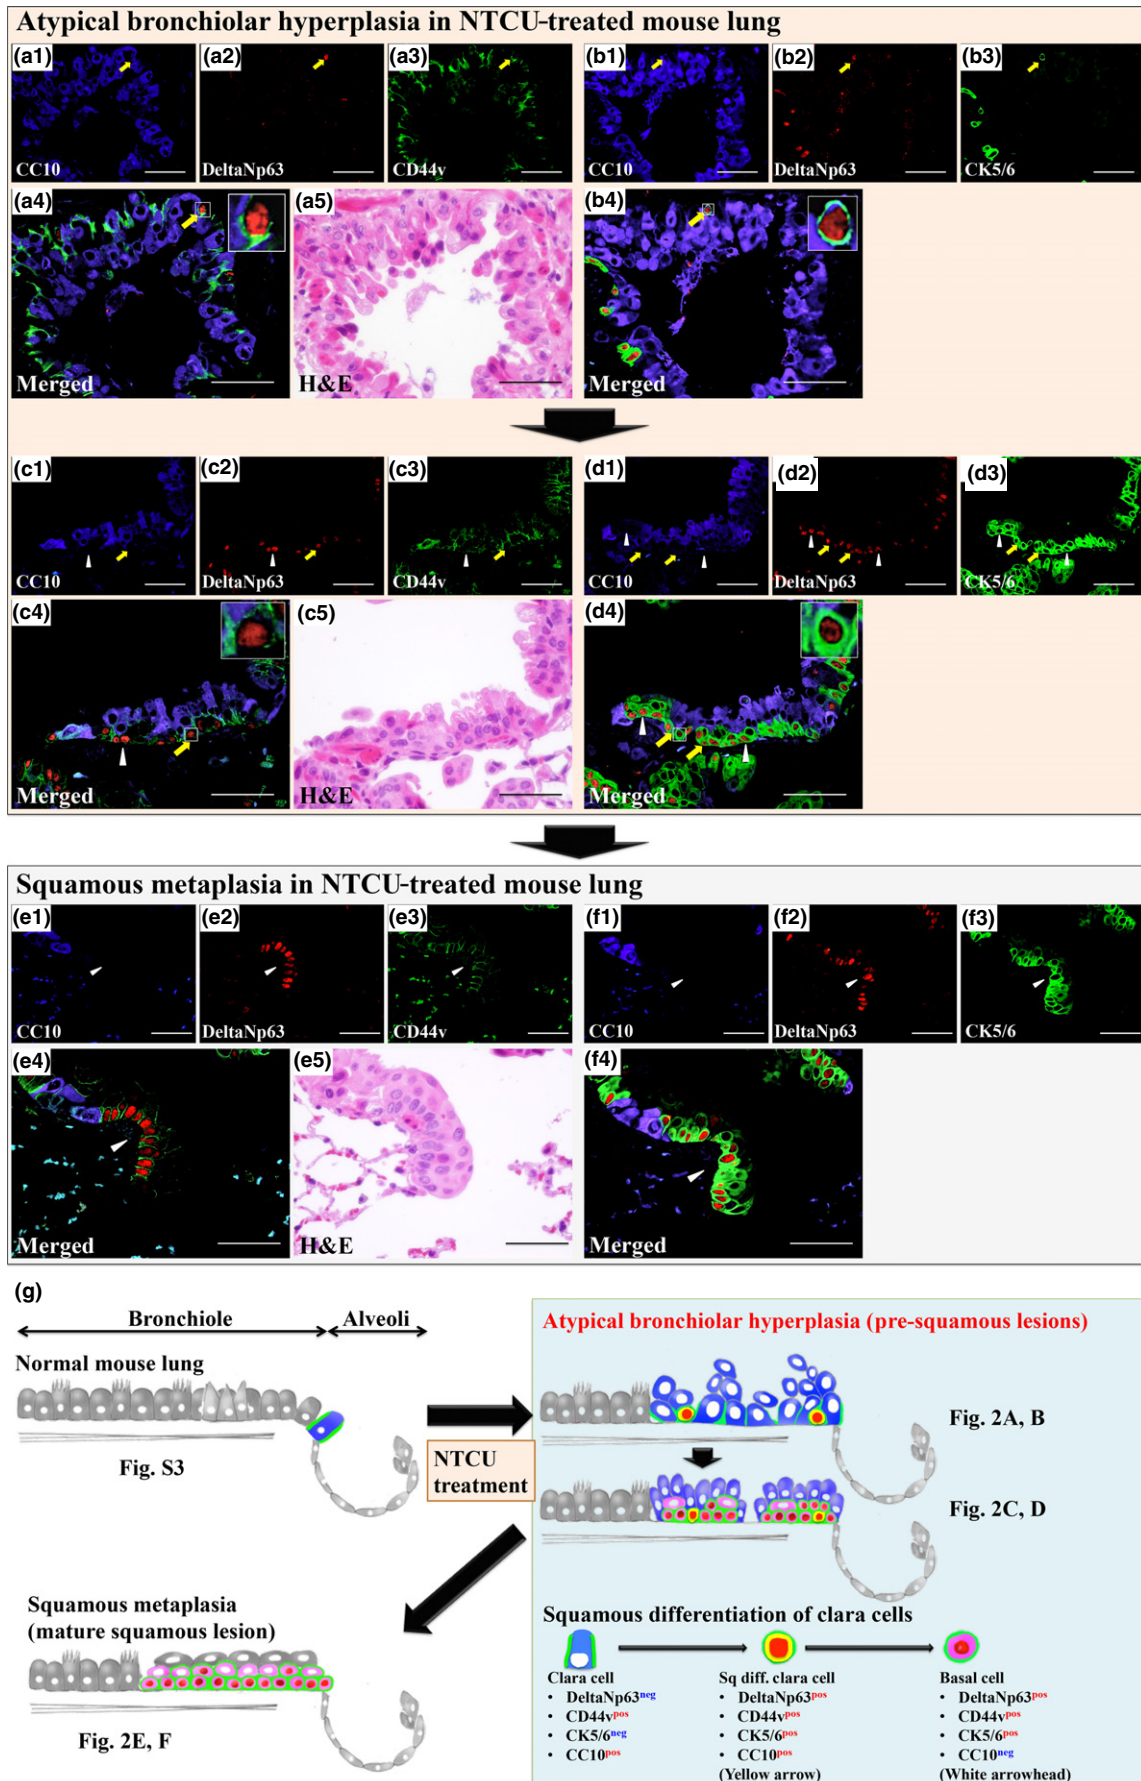 Atypical bronchiolar hyperplasia in NTCU-treated mouse lung
(a1) (a2) (a3) (b1) (b2) (b3)
CC10 DeltaNp63 CD44v CC10 DeltaNp63 CK5/6
(a4) (a5) (b4)
Merged H&E Merged
(c1) (c2) (c3) (d1) (d2) (d3)
CC10 DeltaNp63 CD44v CC10 DeltaNp63 CK5/6
(c4) (c5) (d4)
Merged H&E Merged
Squamous metaplasia in NTCU-treated mouse lung
(e1) (e2) (e3) (f1) (f2) (f3)
CC10 DeltaNp63 CD44v CC10 DeltaNp63 CK5/6
(e4) (e5) (f4)
Merged H&E Merged
(g)
Bronchiole Alveoli
Normal mouse lung
Fig. S3
NTCU
treatment
Atypical bronchiolar hyperplasia (pre-squamous lesions)
Fig. 2A, B
Fig. 2C, D
Squamous metaplasia
(mature squamous lesion)
Fig. 2E, F
Squamous differentiation of clara cells
Clara cell
• DeltaNp63neg
• CD44vpos
• CK5/6neg
• CC10pos
Sq diff. clara cell
• DeltaNp63pos
• CD44vpos
• CK5/6pos
• CC10pos
(Yellow arrow)
Basal cell
• DeltaNp63pos
• CD44vpos
• CK5/6pos
• CC10neg
(White arrowhead)